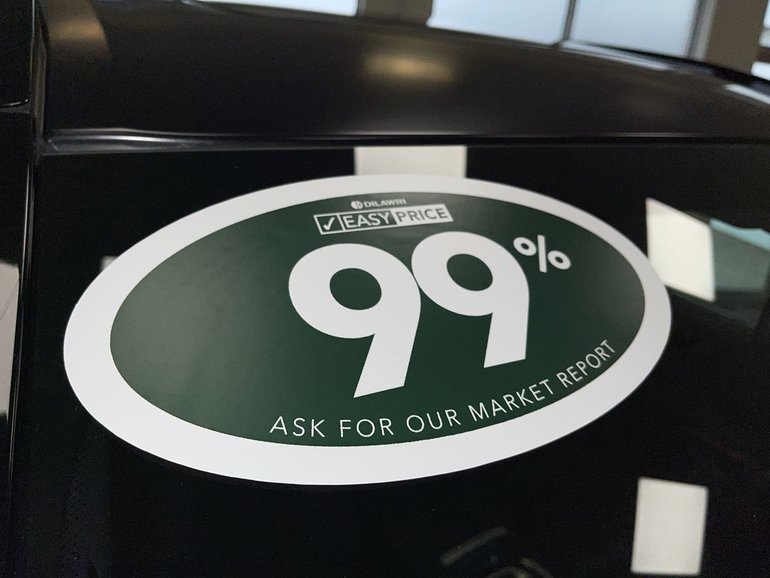 DILAWRI
EASY PRICE
99%
ASK FOR OUR MARKET REPORT